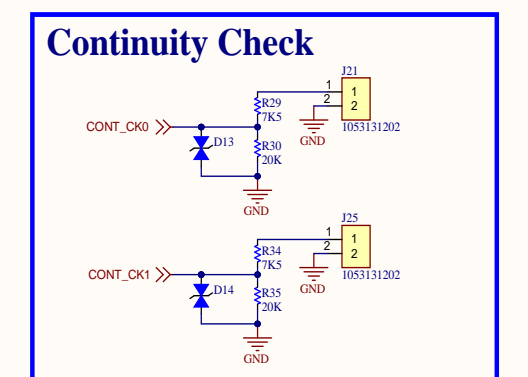 Continuity Check
J21
1
1
2
2
R29
7K5
CONT_CK0
D13
R30
20K
GND
1053131202
GND
J25
1
1
2
2
R34
7K5
CONT_CK1
D14
R35
20K
GND
1053131202
GND